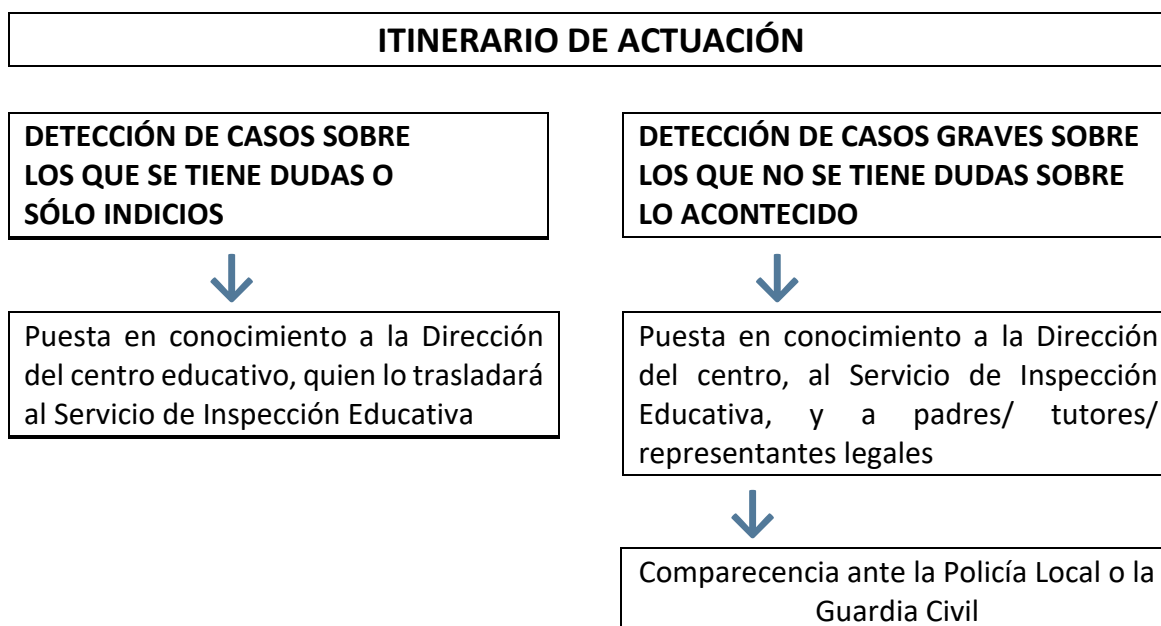 ITINERARIO DE ACTUACIÓN
DETECCIÓN DE CASOS SOBRE
LOS QUE SE TIENE DUDAS O
SÓLO INDICIOS
Puesta en conocimiento a la Dirección
del centro educativo, quien lo trasladará
al Servicio de Inspección Educativa
DETECCIÓN DE CASOS GRAVES SOBRE
LOS QUE NO SE TIENE DUDAS SOBRE
LO ACONTECIDO
Puesta en conocimiento a la Dirección
del centro, al Servicio de Inspección
Educativa, y a padres/ tutores/
representantes legales
Comparecencia ante la Policía Local o la
Guardia Civil